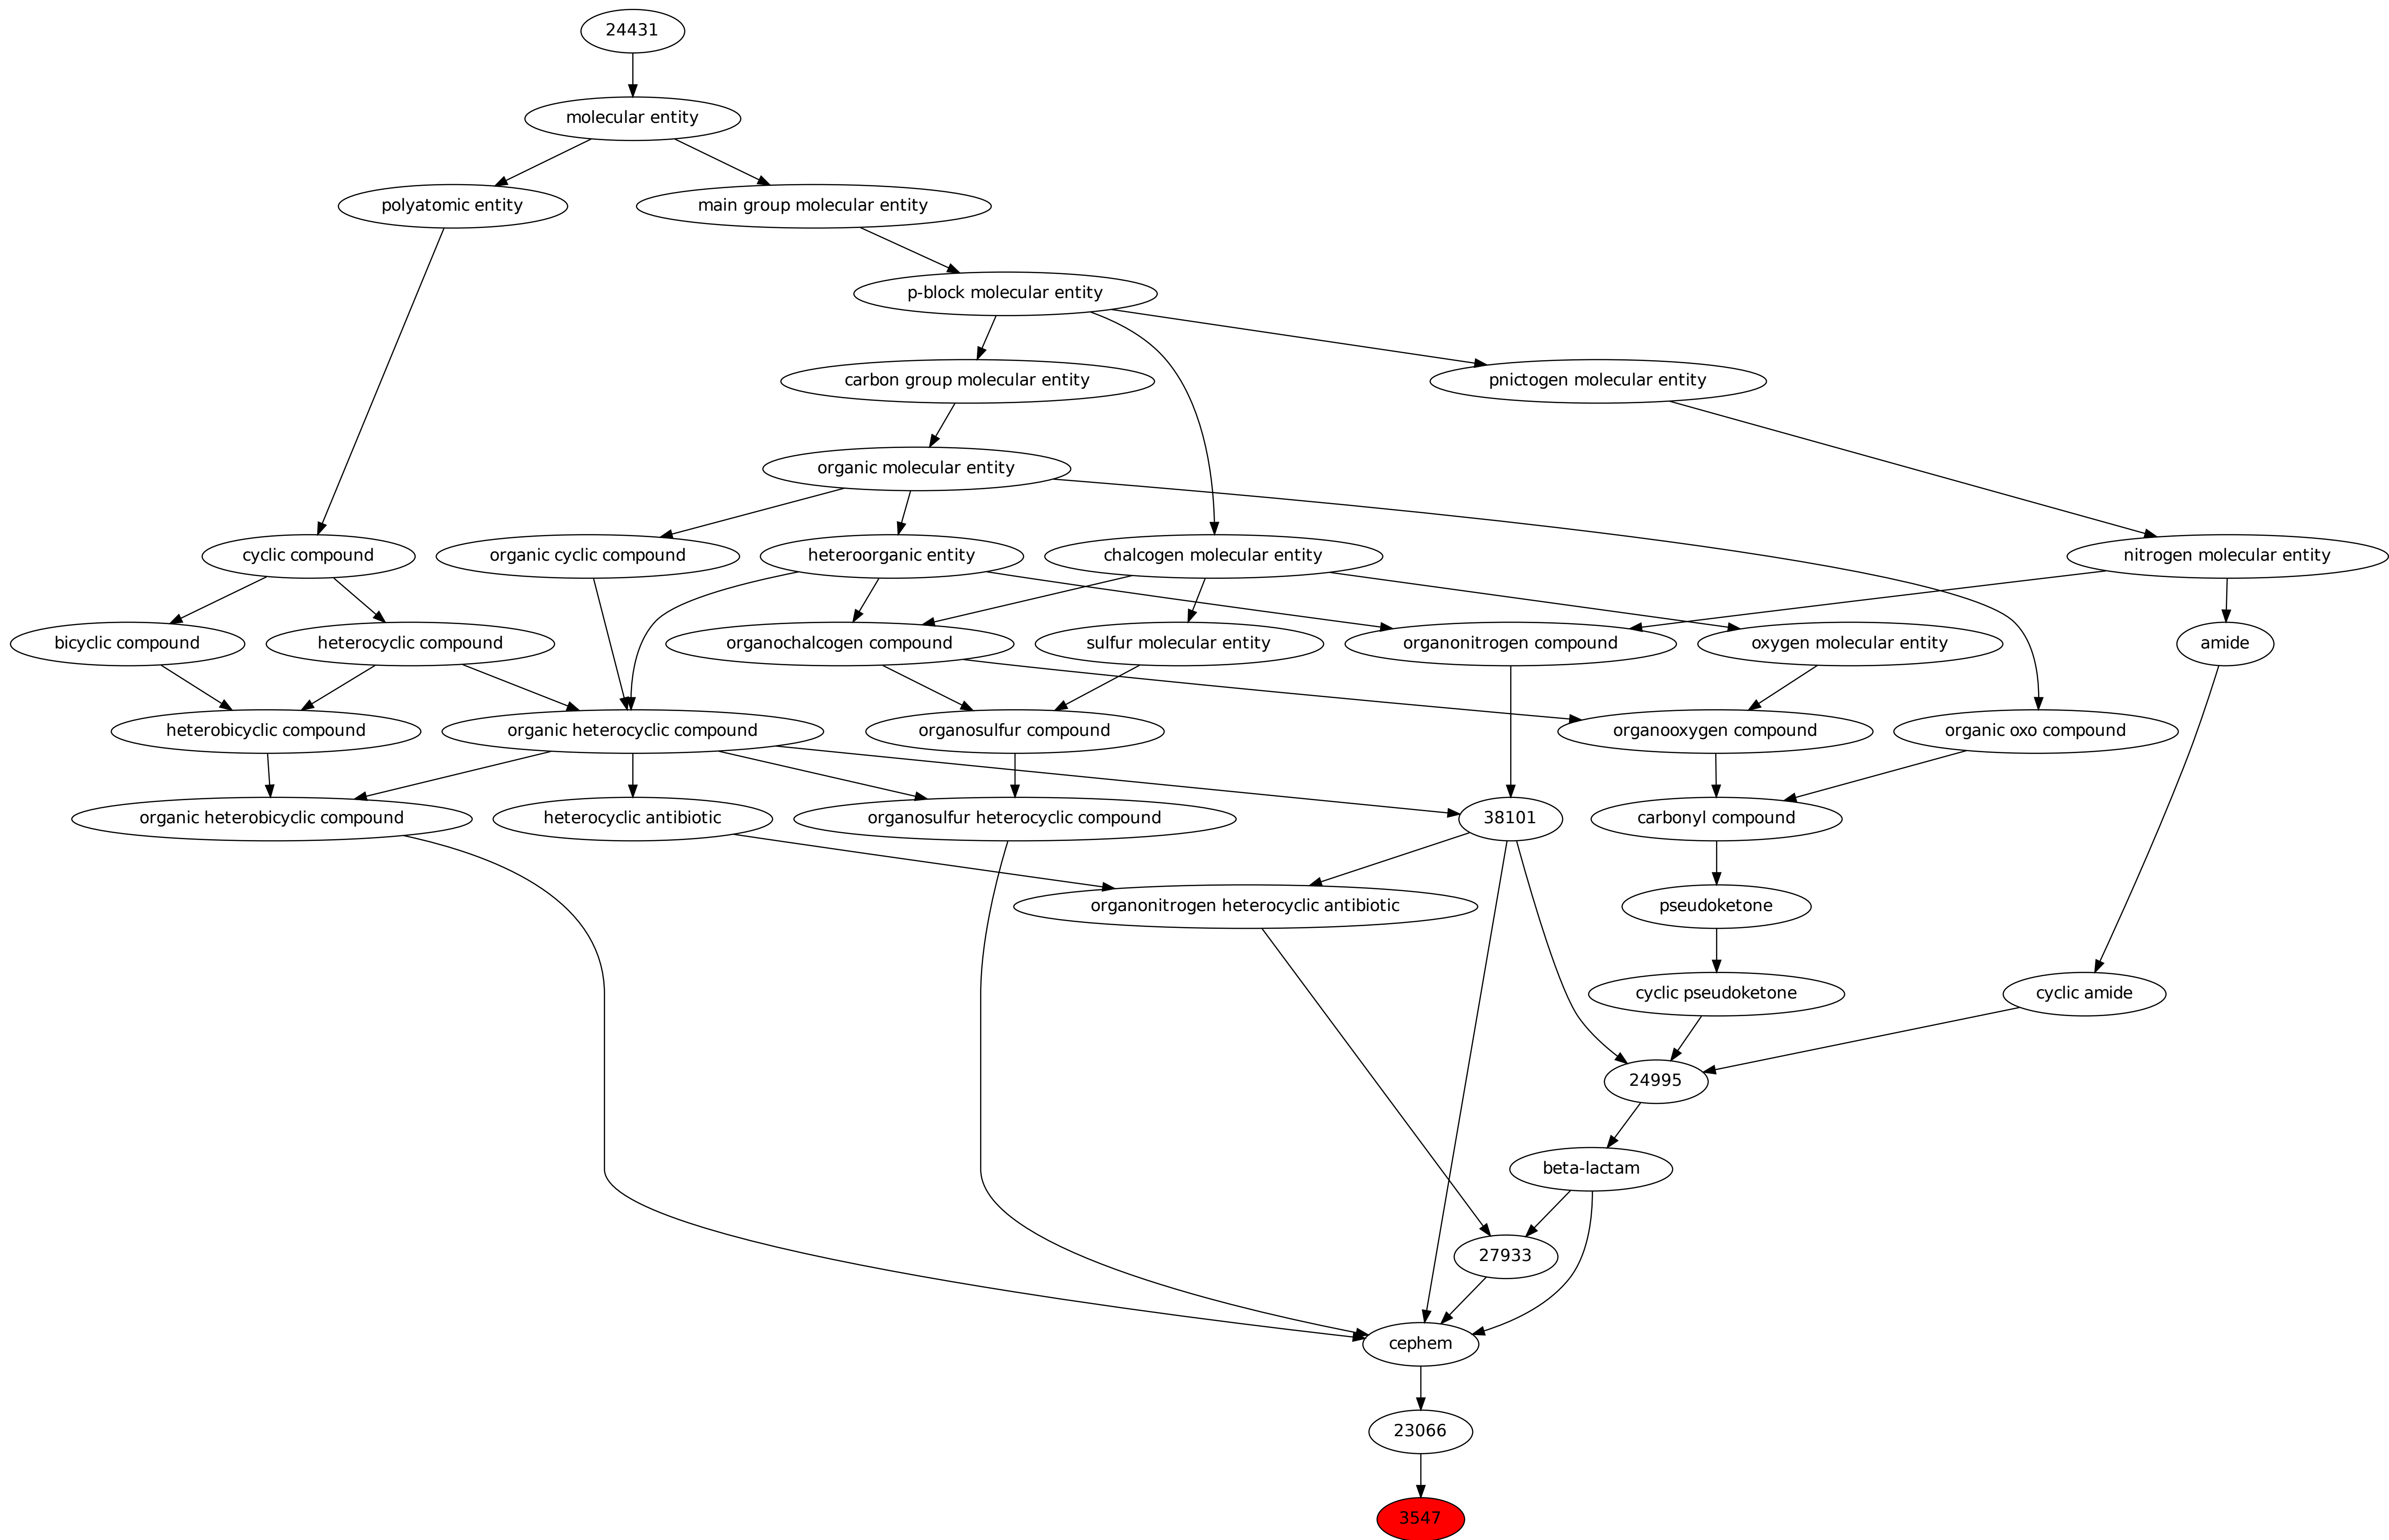 24431
molecular entity
polyatomic entity
main group molecular entity
p-block molecular entity
carbon group molecular entity
pnictogen molecular entity
organic molecular entity
cyclic compound
organic cyclic compound
heteroorganic entity
chalcogen molecular entity
nitrogen molecular entity
bicyclic compound
heterocyclic compound
organochalcogen compound
sulfur molecular entity
organonitrogen compound
oxygen molecular entity
amide
heterobicyclic compound
organic heterocyclic compound
organosulfur compound
organooxygen compound
organic oxo compound
organic heterobicyclic compound
heterocyclic antibiotic
organosulfur heterocyclic compound
38101
carbonyl compound
organonitrogen heterocyclic antibiotic
pseudoketone
cyclic pseudoketone
cyclic amide
24995
beta-lactam
27933
cephem
23066
3547